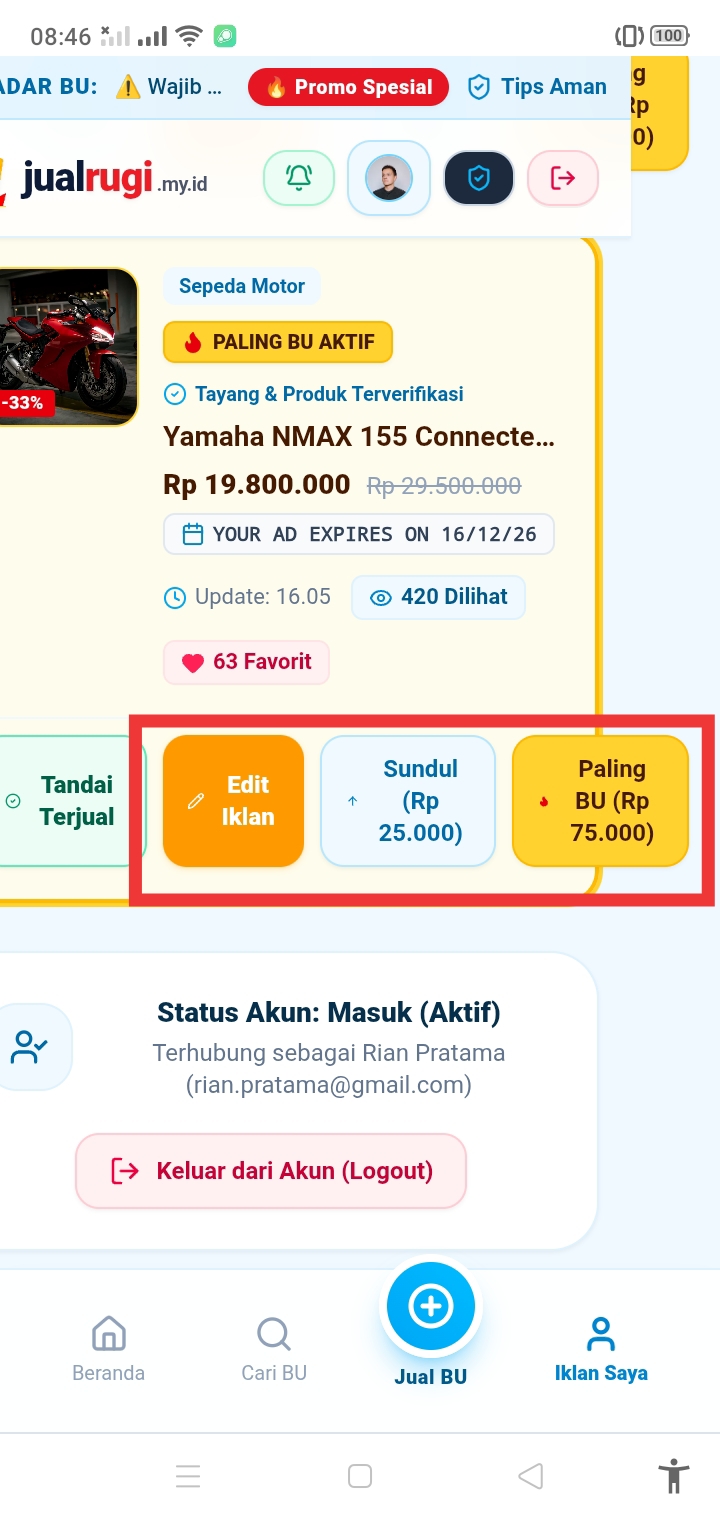 08:46
100
ADAR BU:
⚠️ Wajib ...
🔥 Promo Spesial
Tips Aman
g
Rp
0)
jualrugi.my.id
Sepeda Motor
PALING BU AKTIF
Tayang & Produk Terverifikasi
-33%
Yamaha NMAX 155 Connecte...
Rp 19.800.000 Rp 29.500.000
YOUR AD EXPIRES ON 16/12/26
Update: 16.05
420 Dilihat
63 Favorit
Tandai
Terjual
Edit
Iklan
Sundul
(Rp
25.000)
Paling
BU (Rp
75.000)
Status Akun: Masuk (Aktif)
Terhubung sebagai Rian Pratama
(rian.pratama@gmail.com)
Keluar dari Akun (Logout)
Beranda
Cari BU
Jual BU
Iklan Saya